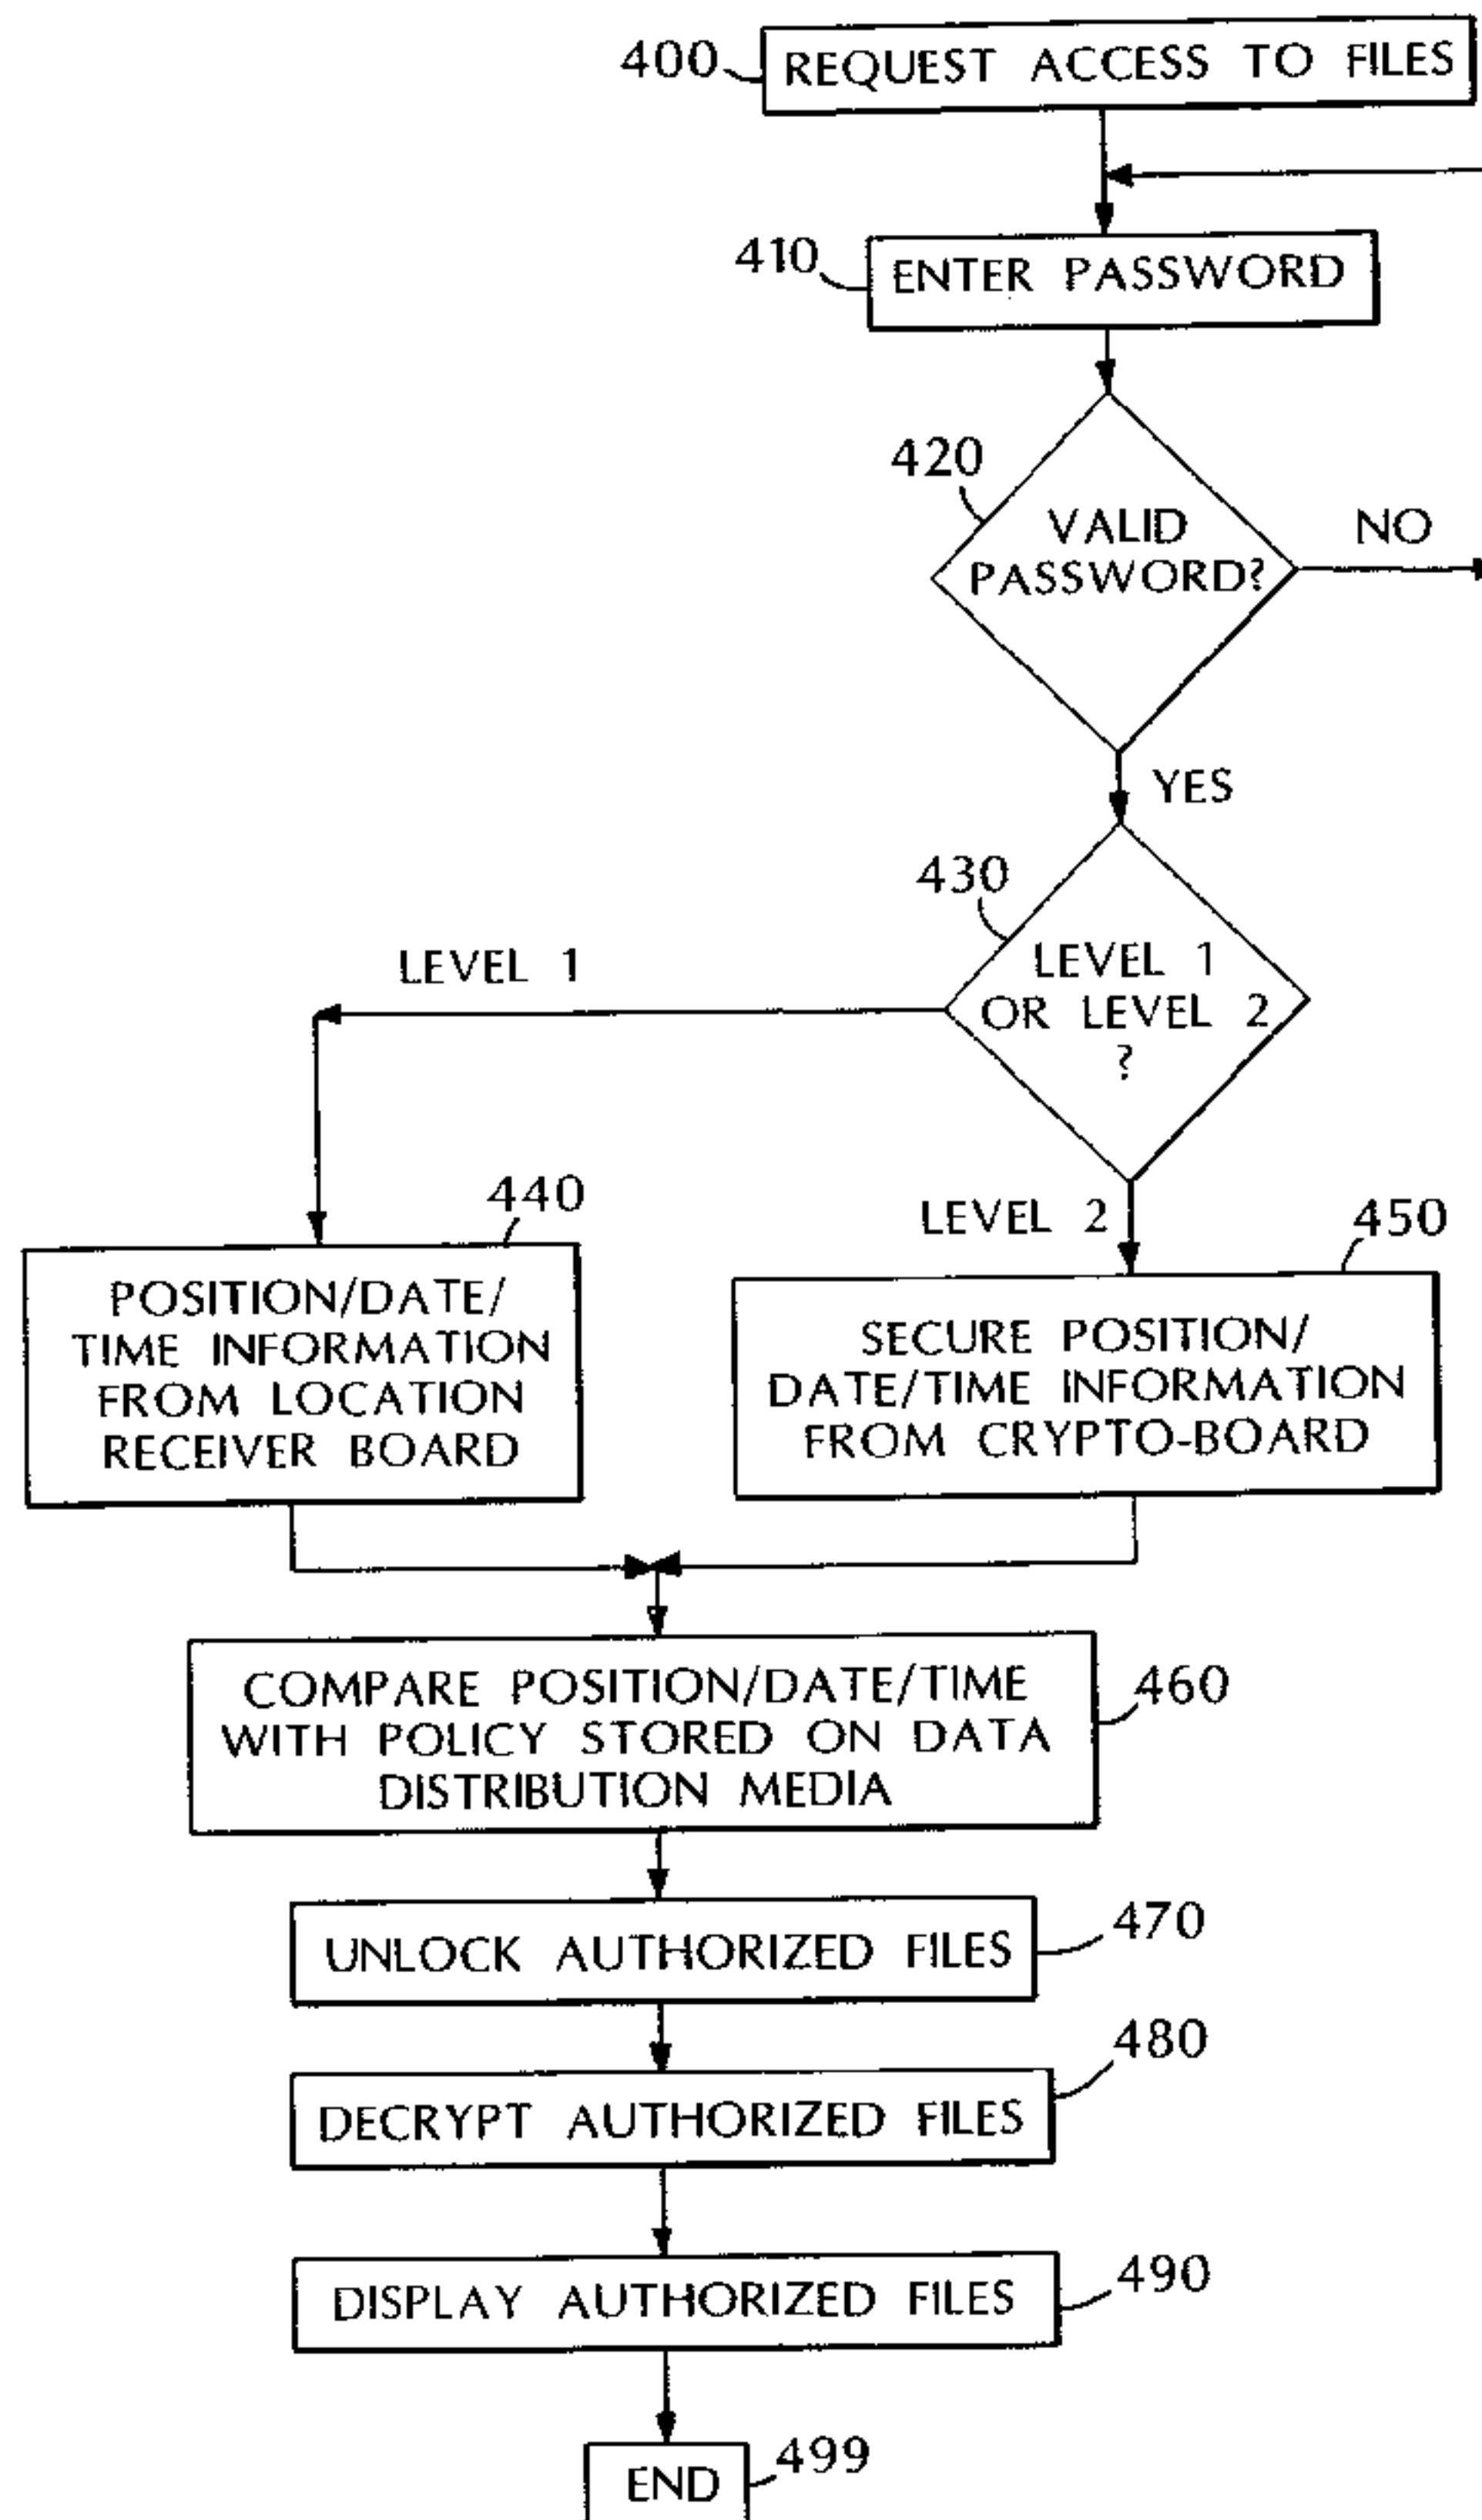 400
REQUEST ACCESS TO FILES
410
ENTER PASSWORD
420
VALID
PASSWORD?
NO
YES
430
LEVEL 1
OR LEVEL 2
?
LEVEL 1
LEVEL 2
440
POSITION/DATE/
TIME INFORMATION
FROM LOCATION
RECEIVER BOARD
450
SECURE POSITION/
DATE/TIME INFORMATION
FROM CRYPTO-BOARD
460
COMPARE POSITION/DATE/TIME
WITH POLICY STORED ON DATA
DISTRIBUTION MEDIA
470
UNLOCK AUTHORIZED FILES
480
DECRYPT AUTHORIZED FILES
490
DISPLAY AUTHORIZED FILES
499
END